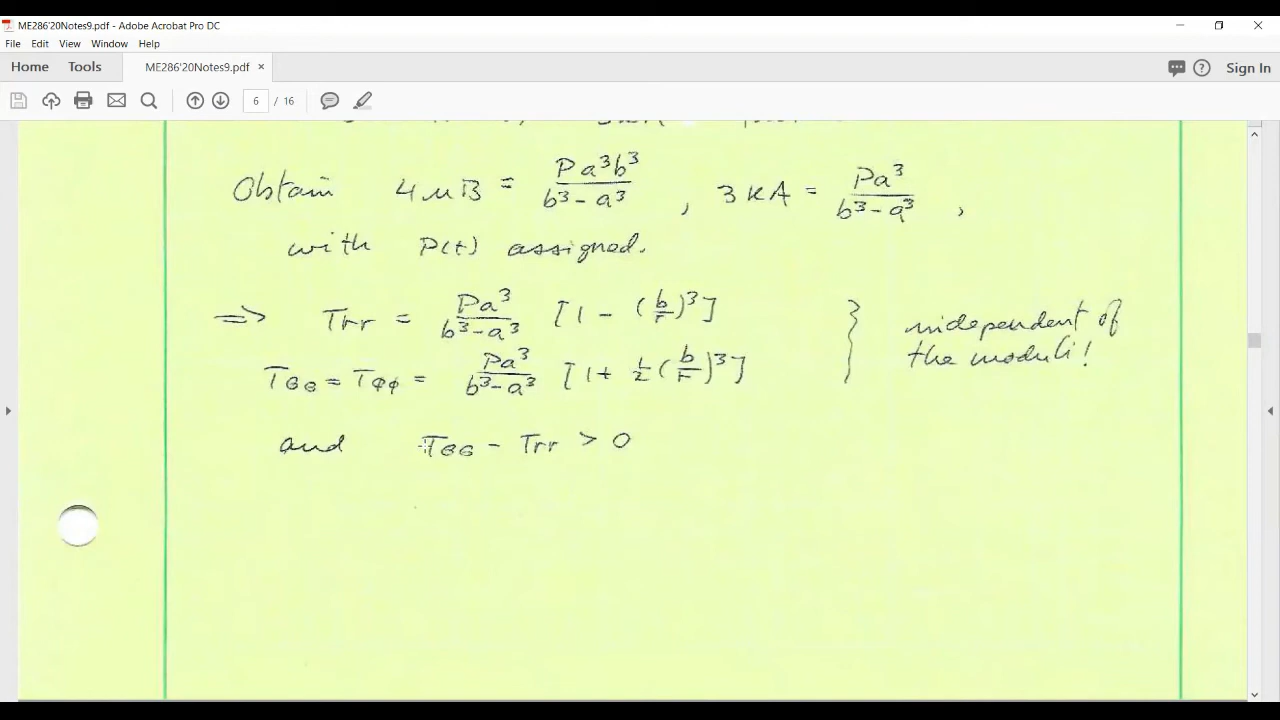 ME286'20Notes9.pdf - Adobe Acrobat Pro DC
File Edit View Window Help
Home Tools ME286'20Notes9.pdf × Sign In
6 / 16
Obtain 4μB = Pa³b³/(b³-a³), 3κA = Pa³/(b³-a³),
with P(t) assigned.
⇒ Trr = Pa³/(b³-a³) [1 - (b/r)³]
Tθθ = Tφφ = Pa³/(b³-a³) [1 + ½(b/r)³]
} independent of
the moduli!
and Tθθ - Trr > 0